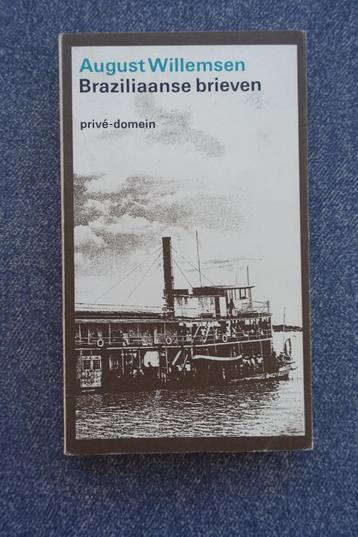 August Willemsen
Braziliaanse brieven
privé-domein